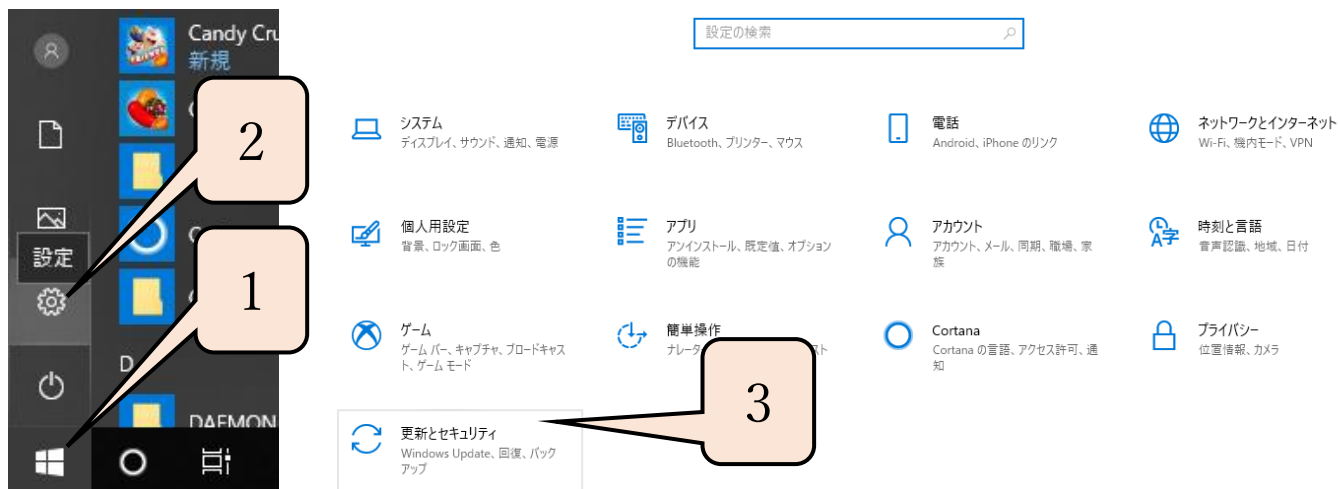 Candy Cru
新規
2
設定
1
D
DAEMON
設定の検索
システム
ディスプレイ、サウンド、通知、電源
デバイス
Bluetooth、プリンター、マウス
電話
Android、iPhone のリンク
ネットワークとインターネット
Wi-Fi、機内モード、VPN
個人用設定
背景、ロック画面、色
アプリ
アンインストール、既定値、オプション
の機能
アカウント
アカウント、メール、同期、職場、家
族
時刻と言語
音声認識、地域、日付
ゲーム
ゲーム バー、キャプチャ、ブロードキャス
ト、ゲーム モード
簡単操作
Cortana
Cortana の言語、アクセス許可、通
知
プライバシー
位置情報、カメラ
3
更新とセキュリティ
Windows Update、回復、バック
アップ